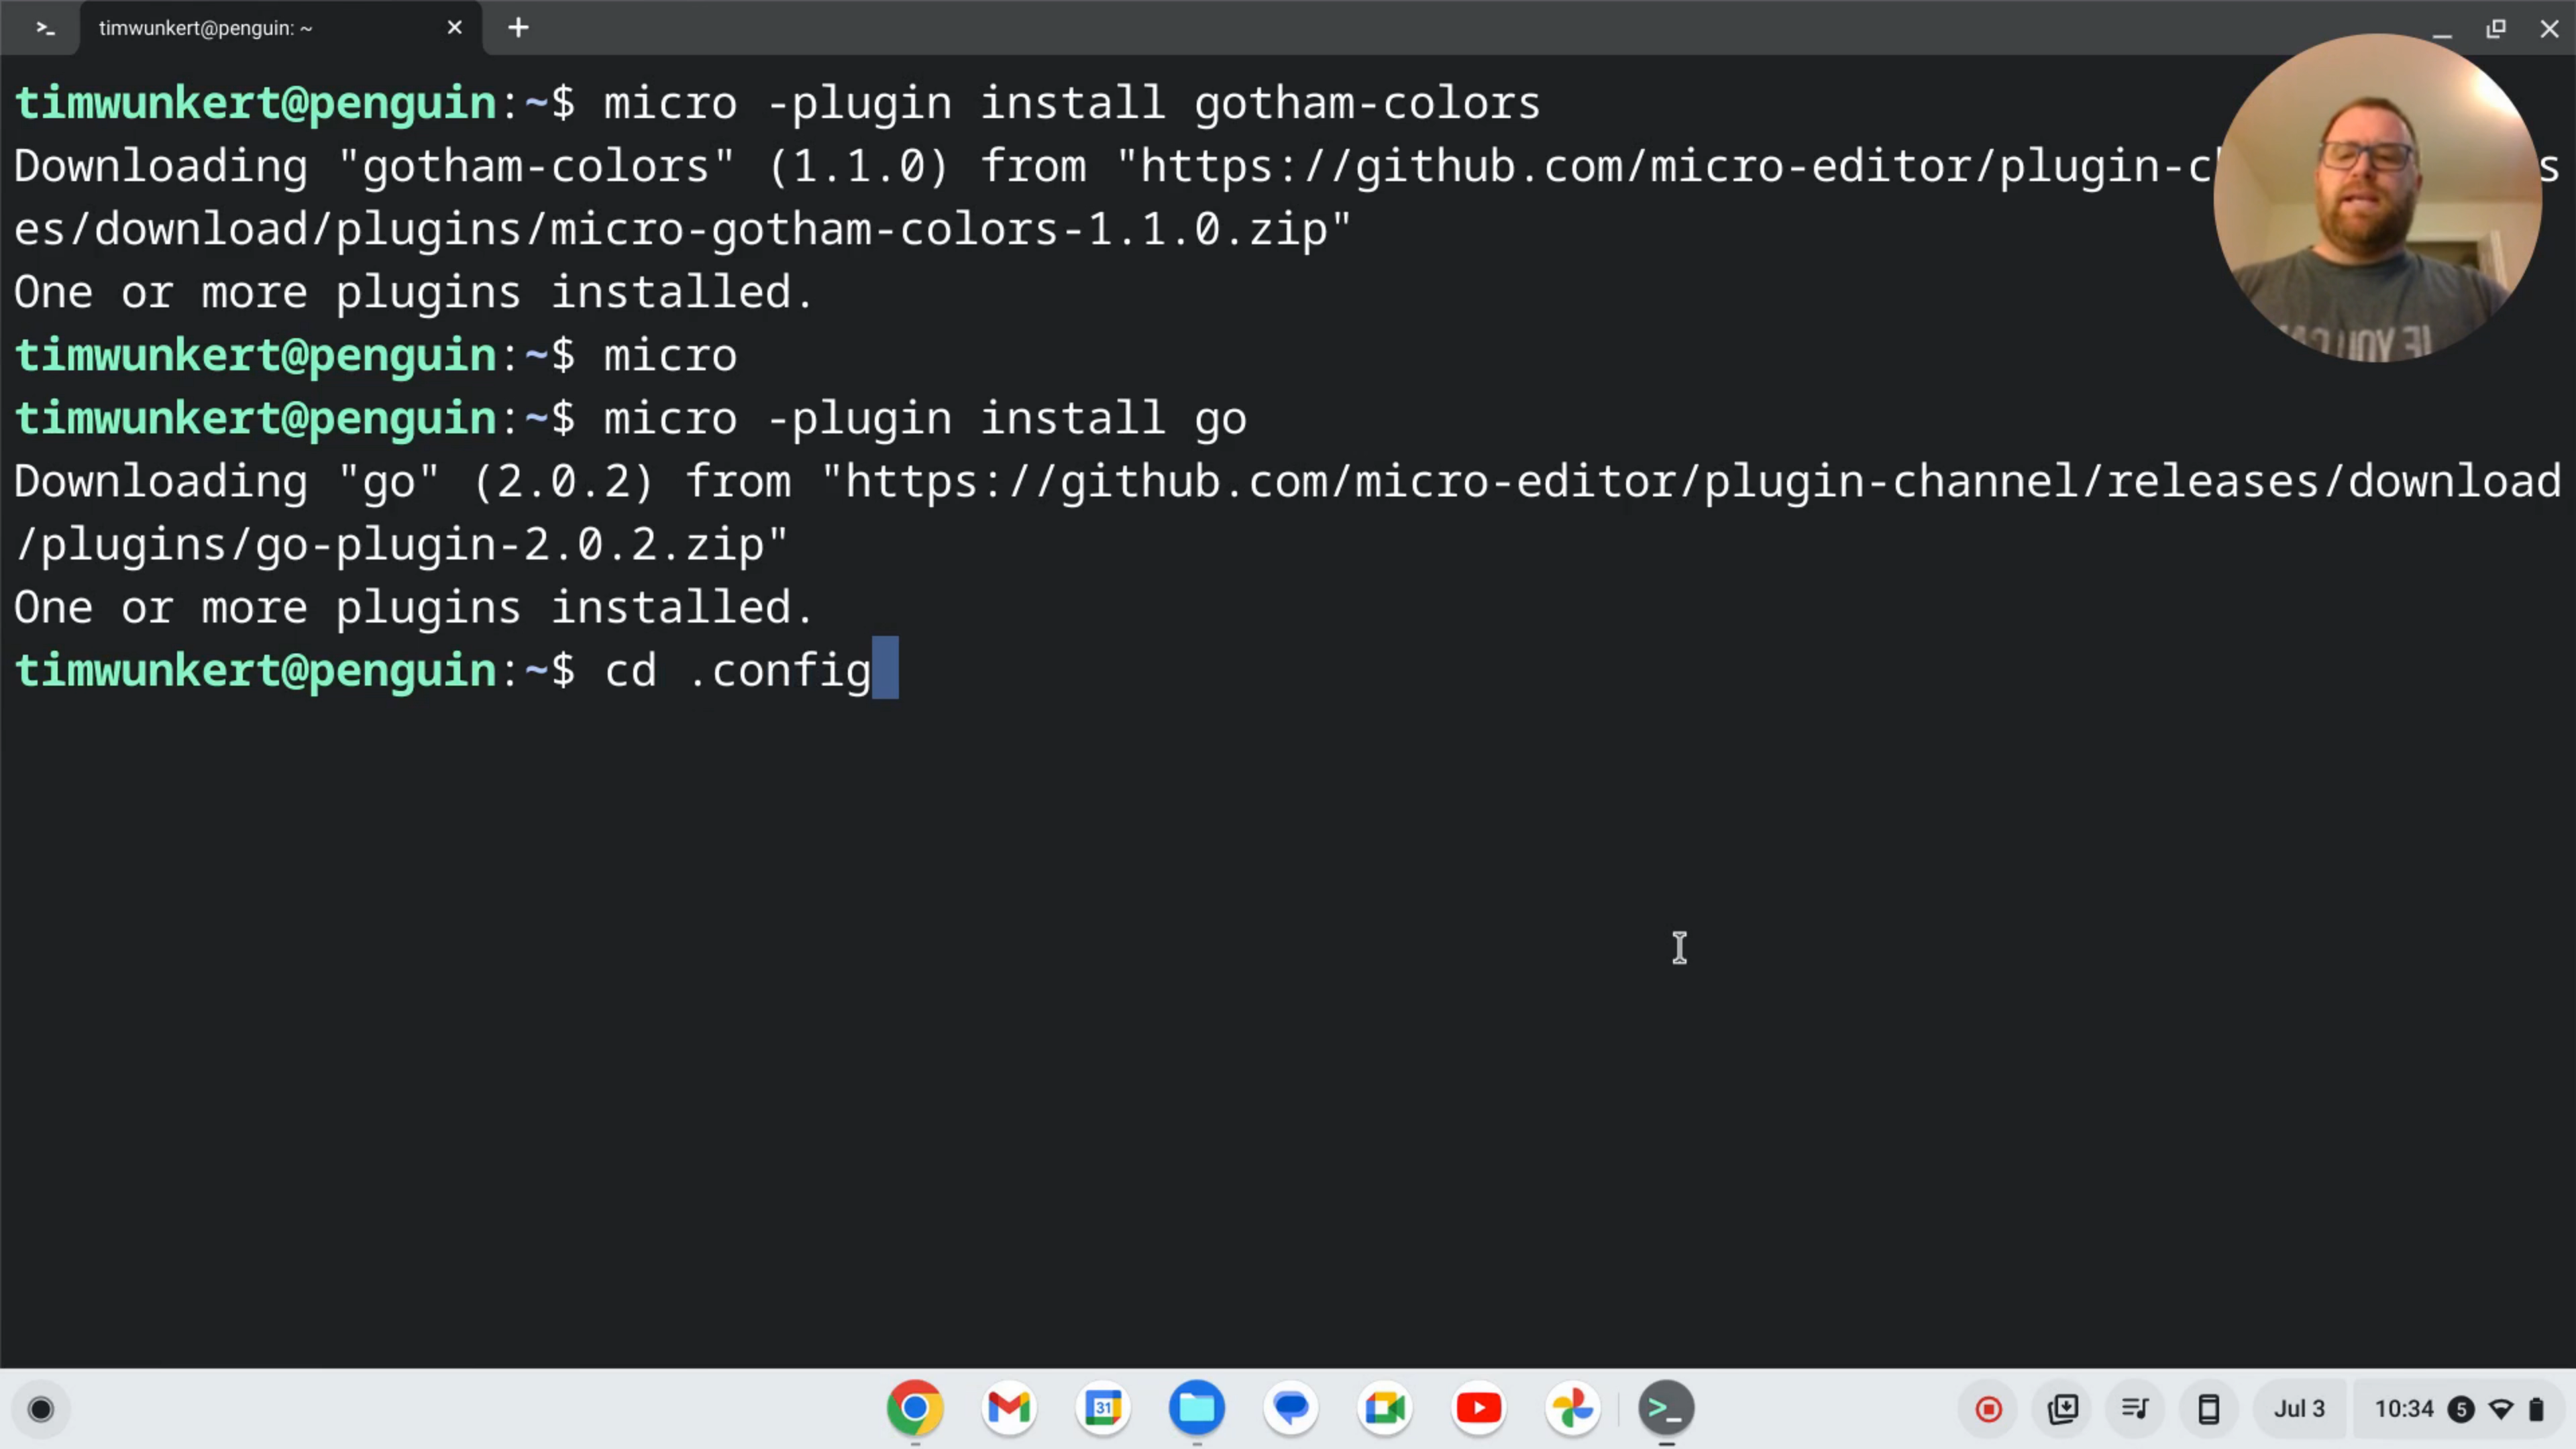 timwunkert@penguin: ~
timwunkert@penguin:~$ micro -plugin install gotham-colors
Downloading "gotham-colors" (1.1.0) from "https://github.com/micro-editor/plugin-c s
es/download/plugins/micro-gotham-colors-1.1.0.zip"
One or more plugins installed.
timwunkert@penguin:~$ micro
timwunkert@penguin:~$ micro -plugin install go
Downloading "go" (2.0.2) from "https://github.com/micro-editor/plugin-channel/releases/download
/plugins/go-plugin-2.0.2.zip"
One or more plugins installed.
timwunkert@penguin:~$ cd .config
IF YOU CA
31
Jul 3
10:34
5